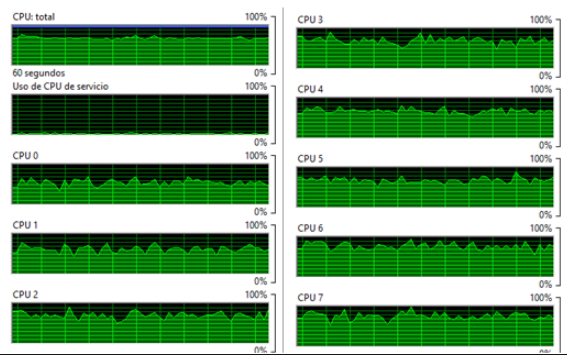 CPU: total 100%
60 segundos 0%
Uso de CPU de servicio 100%
0%
CPU 0 100%
0%
CPU 1 100%
0%
CPU 2 100%
0%
CPU 3 100%
0%
CPU 4 100%
0%
CPU 5 100%
0%
CPU 6 100%
0%
CPU 7 100%
0%